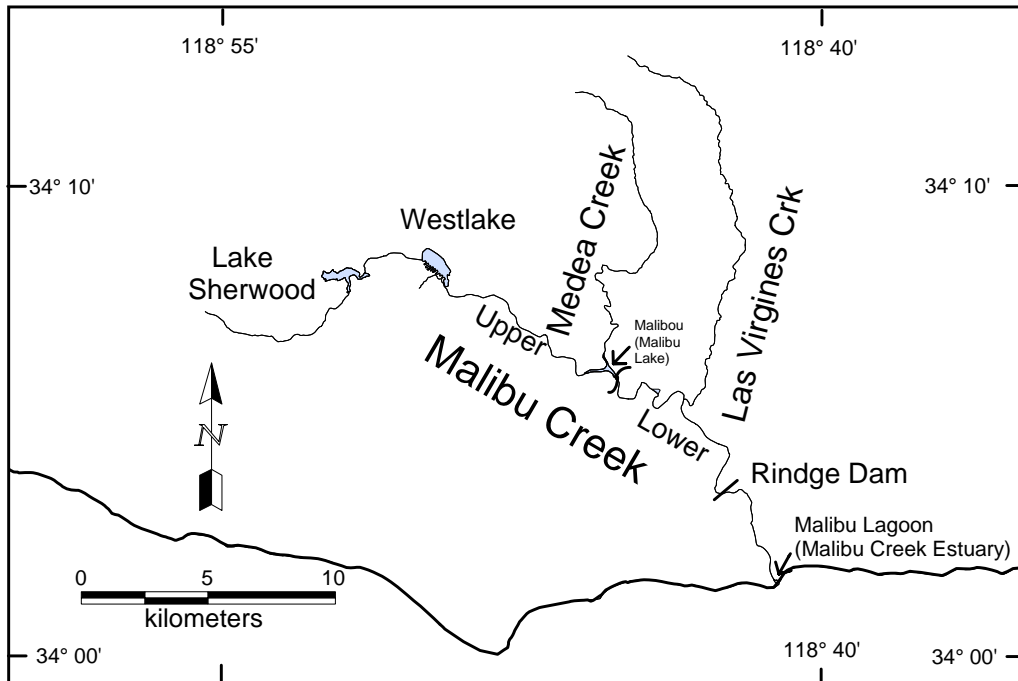 118° 55'
118° 40'
34° 10'
34° 10'
Westlake
Lake
Sherwood
Medea Creek
Las Virgines Crk
Malibou
(Malibu
Lake)
Upper
Malibu Creek
Lower
N
Rindge Dam
Malibu Lagoon
(Malibu Creek Estuary)
0 5 10
kilometers
34° 00'
118° 40'
34° 00'